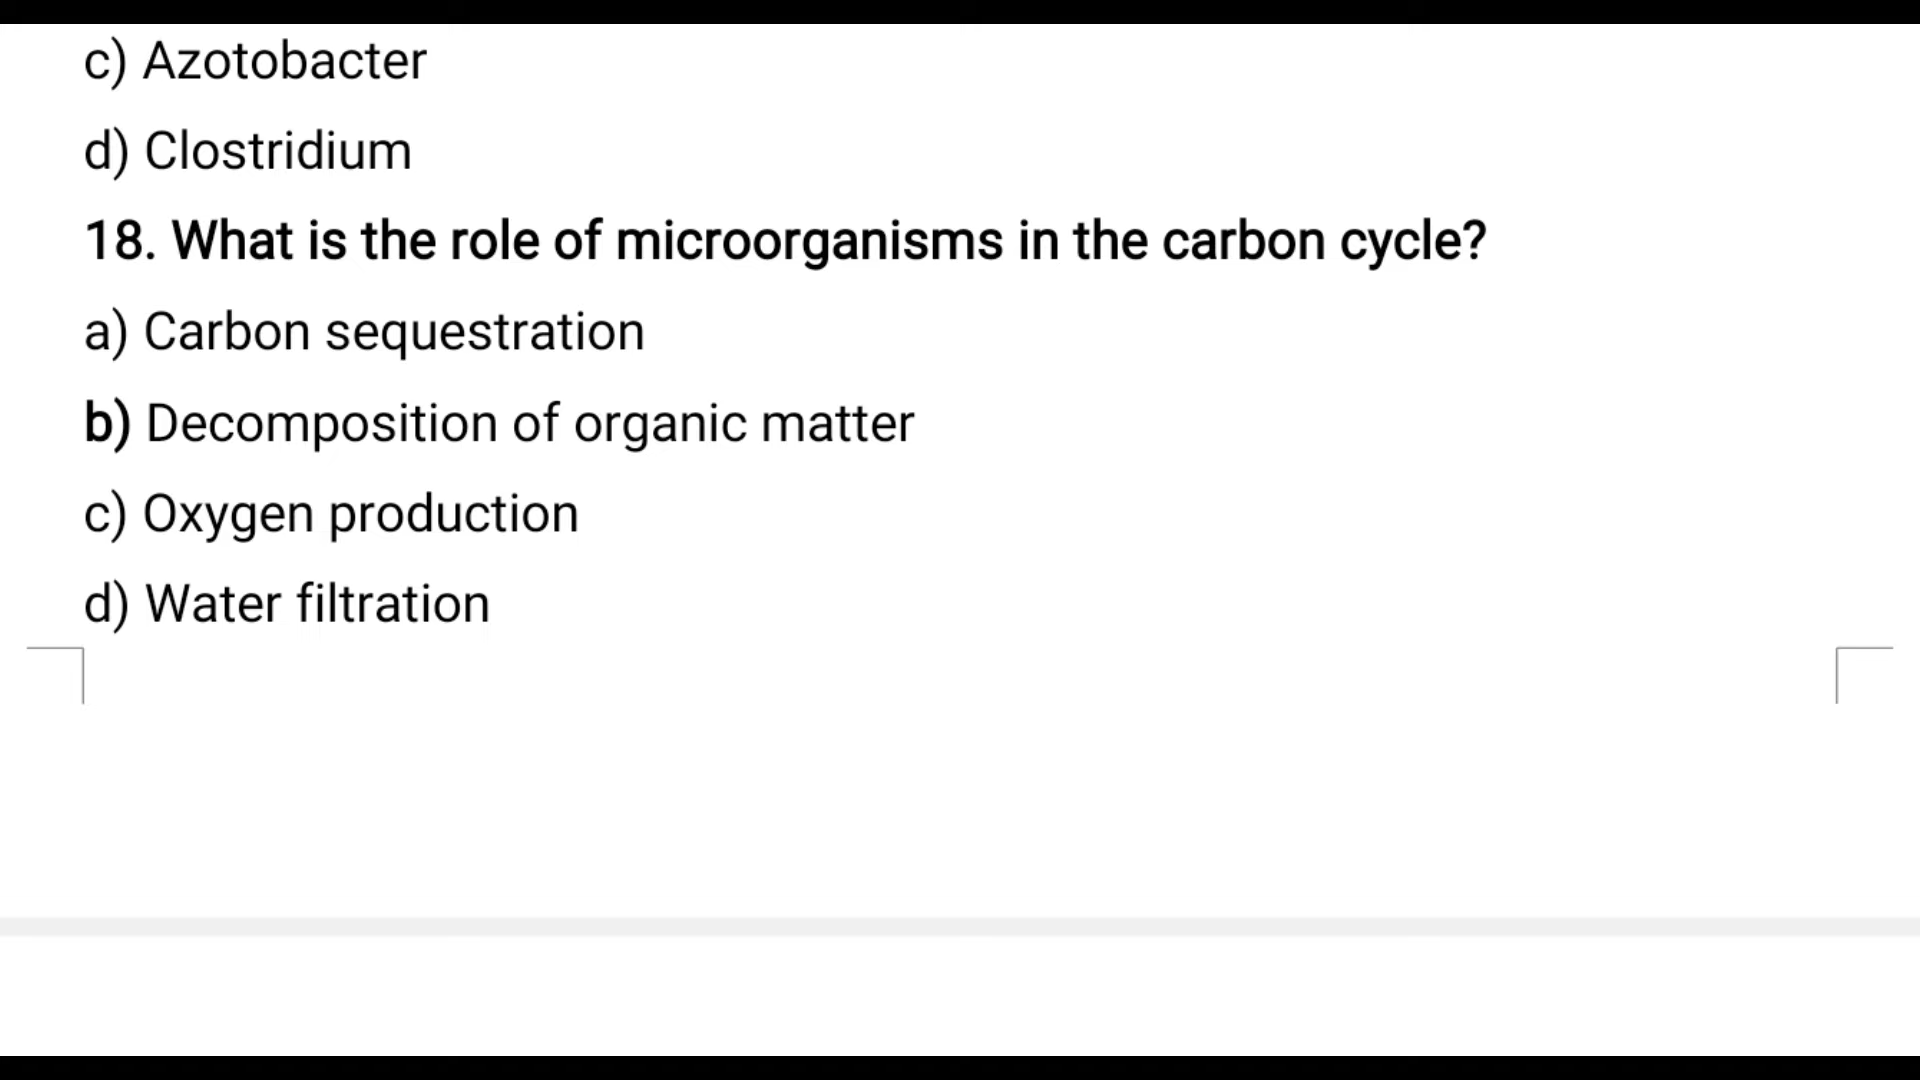 c) Azotobacter
d) Clostridium
18. What is the role of microorganisms in the carbon cycle?
a) Carbon sequestration
b) Decomposition of organic matter
c) Oxygen production
d) Water filtration